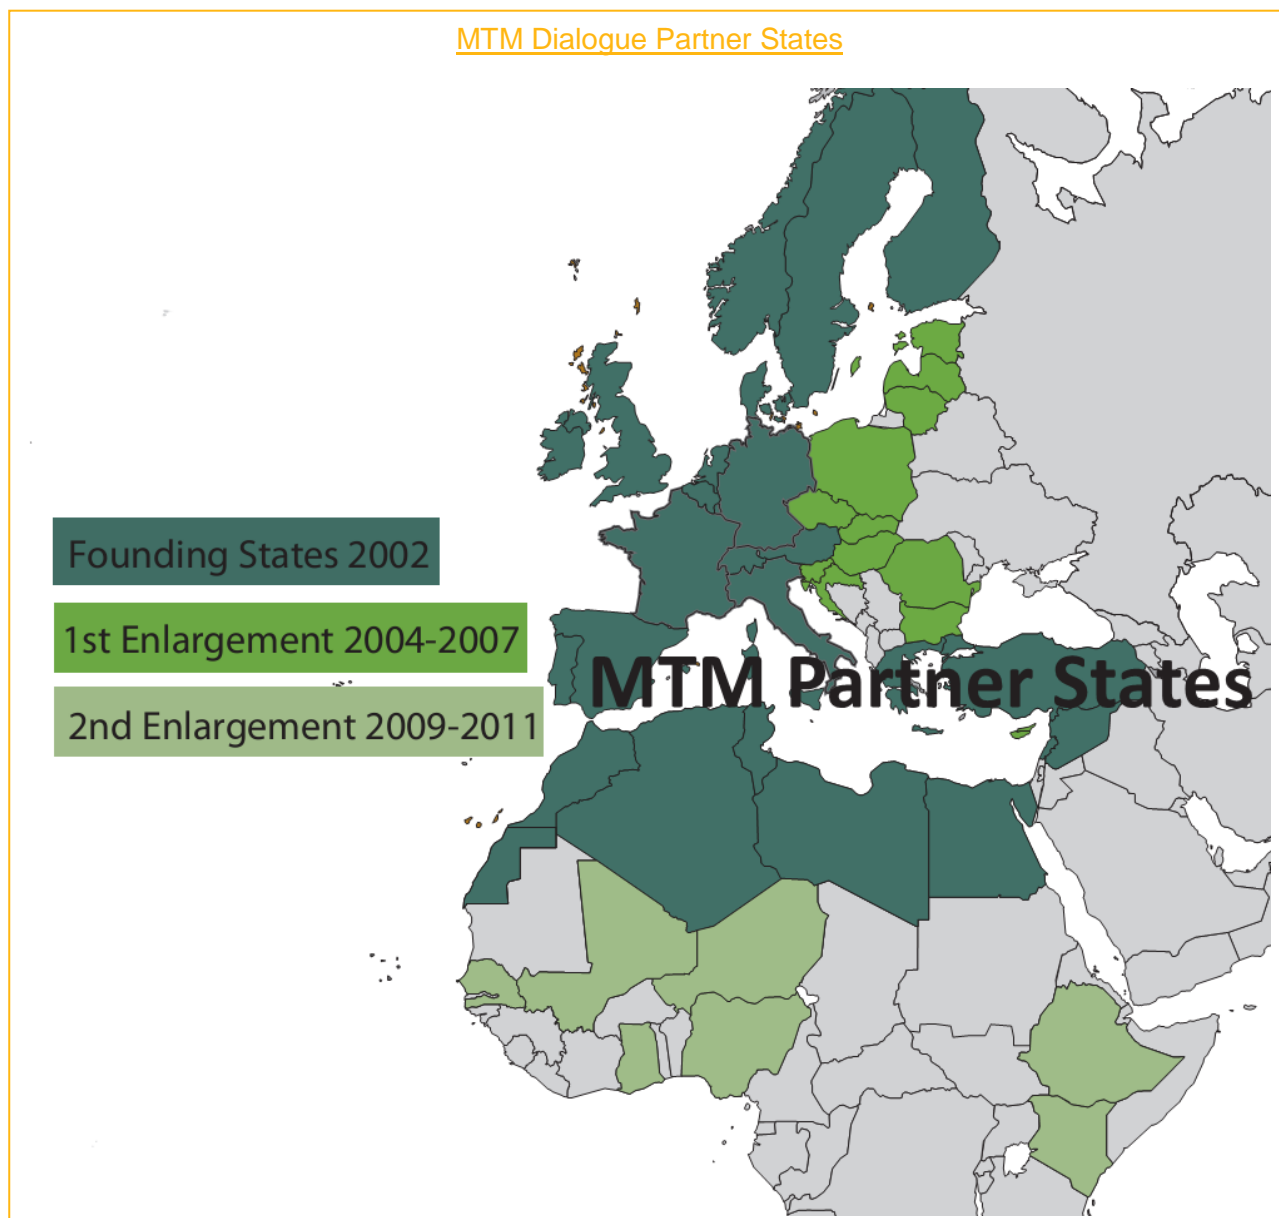 MTM Dialogue Partner States
Founding States 2002
1st Enlargement 2004-2007
MTM Partner States
2nd Enlargement 2009-2011